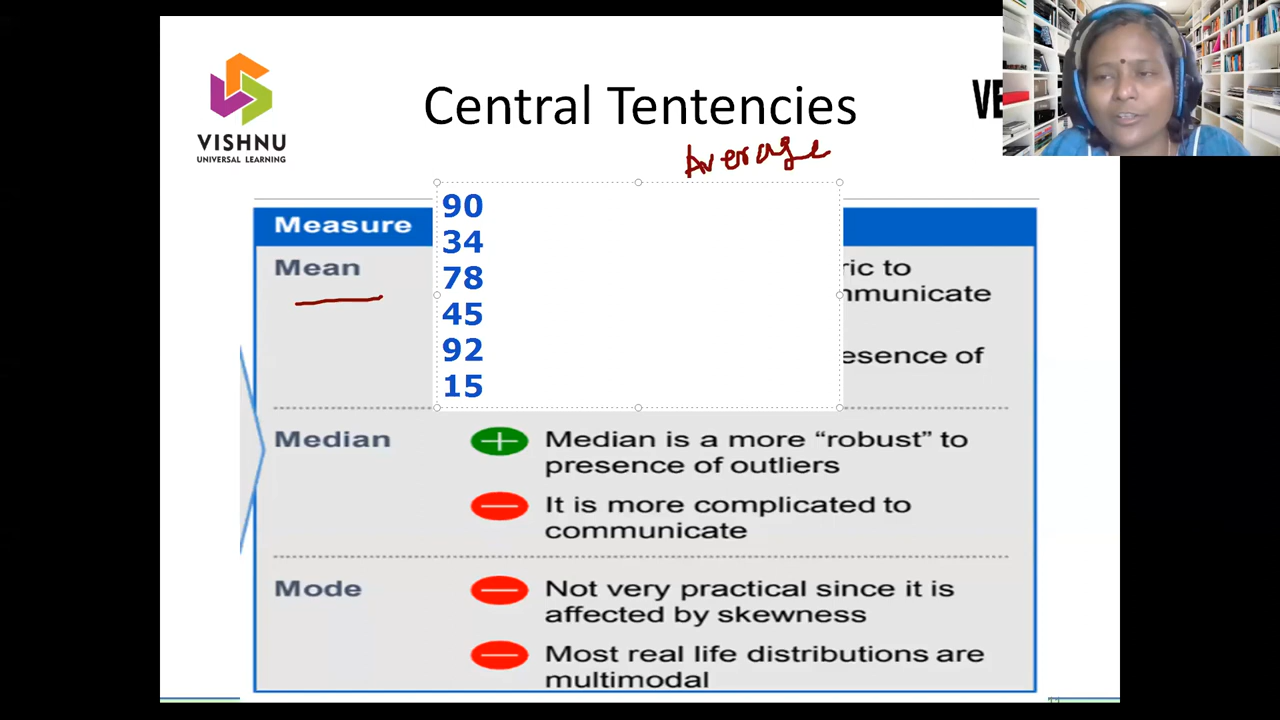 VISHNU
UNIVERSAL LEARNING
Central Tentencies
VE
Average
Measure
Mean
90
34
78
45
92
15
ric to
mmunicate
esence of
Median
Median is a more “robust” to
presence of outliers
It is more complicated to
communicate
Mode
Not very practical since it is
affected by skewness
Most real life distributions are
multimodal